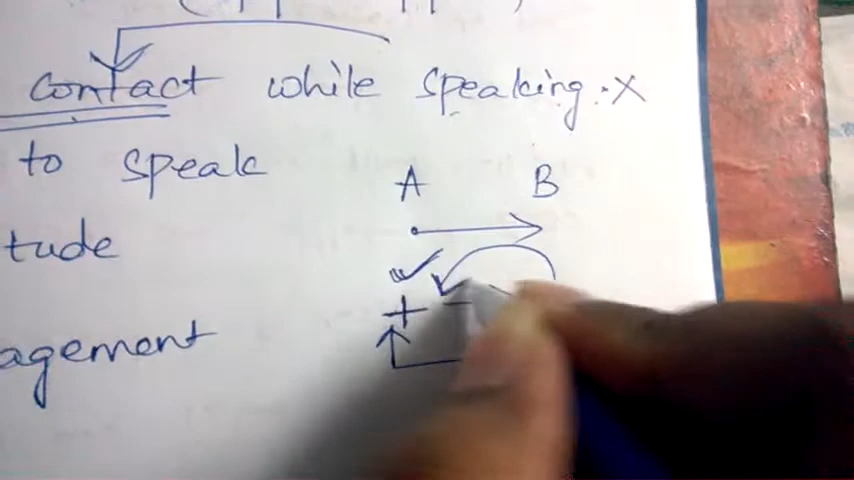 contact while speaking. X
to speak
A B
tude
+ -
agement